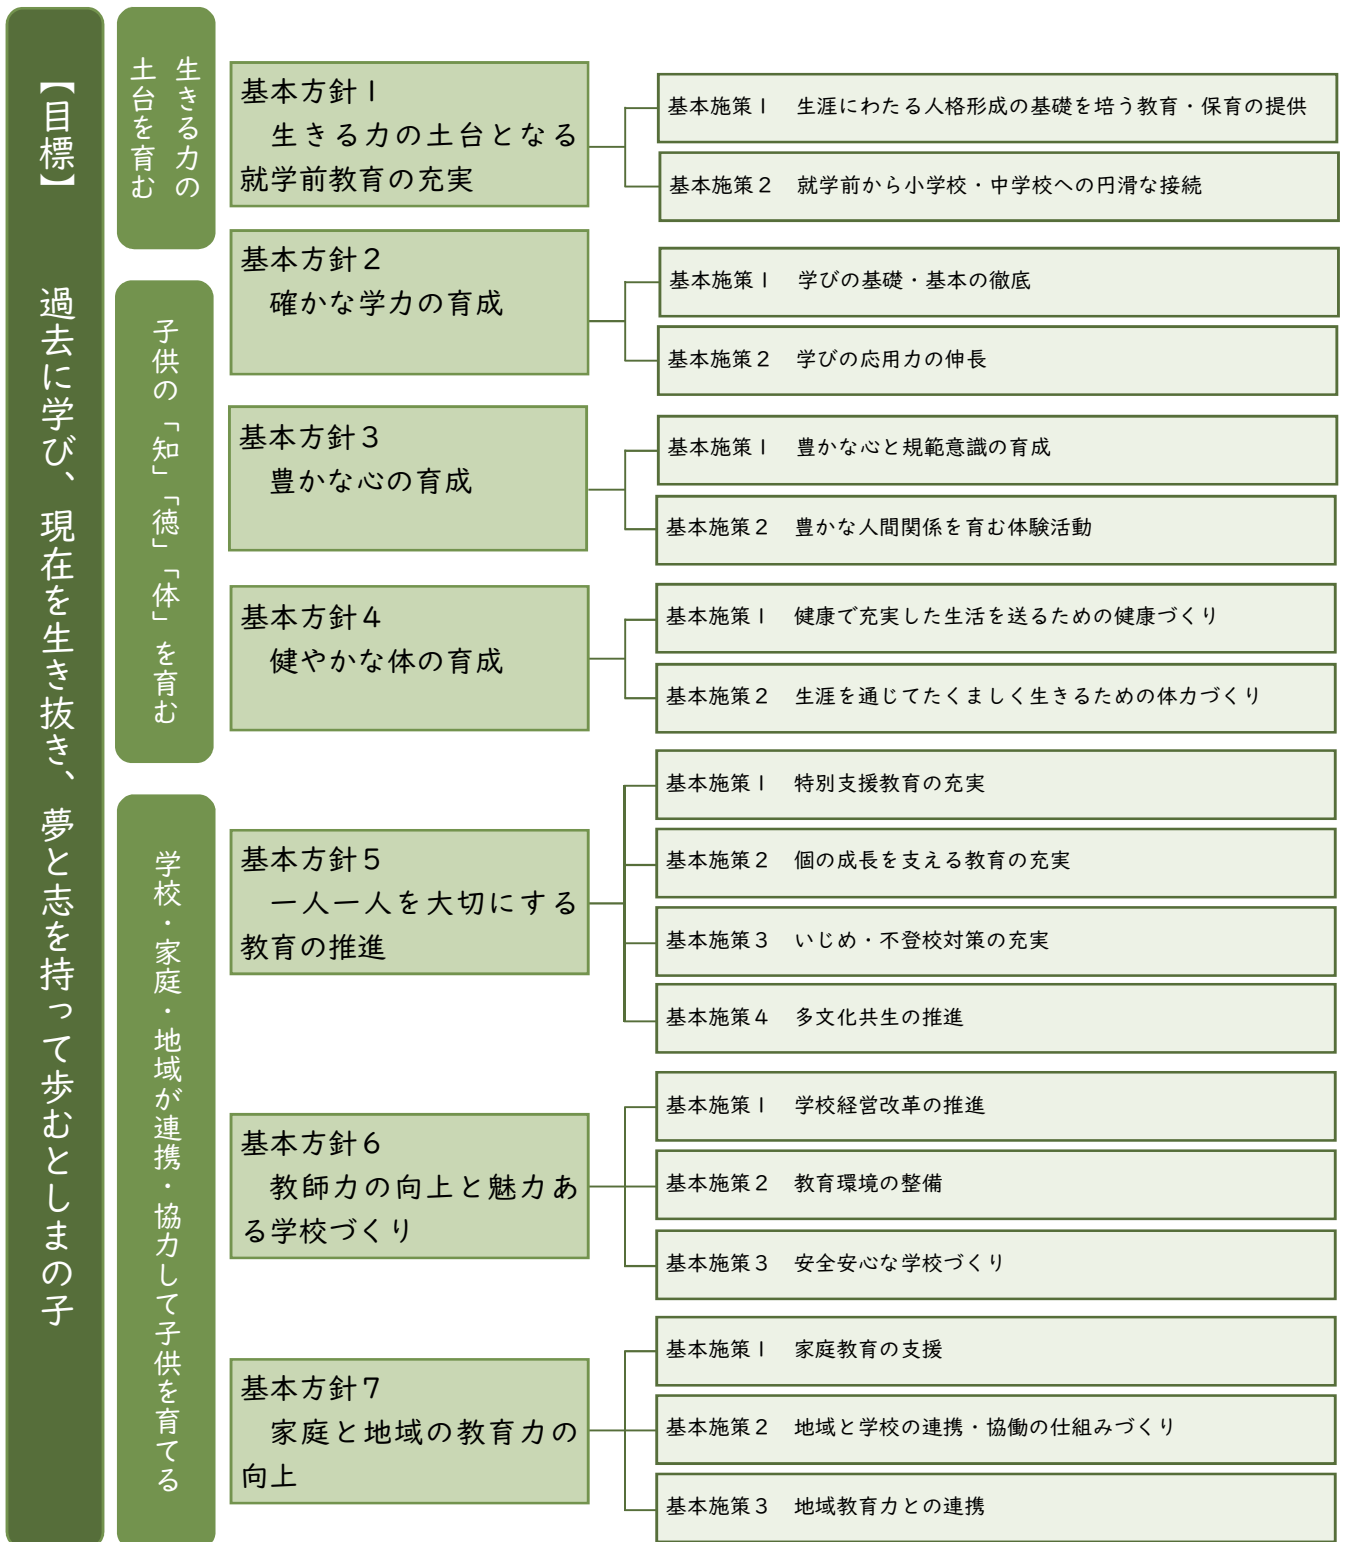 【目標】　過去に学び、現在を生き抜き、夢と志を持って歩むとしまの子
生きる力の
土台を育む
基本方針１
生きる力の土台となる
就学前教育の充実
基本施策１　生涯にわたる人格形成の基礎を培う教育・保育の提供
基本施策２　就学前から小学校・中学校への円滑な接続
子供の「知」「徳」「体」を育む
基本方針２
確かな学力の育成
基本施策１　学びの基礎・基本の徹底
基本施策２　学びの応用力の伸長
基本方針３
豊かな心の育成
基本施策１　豊かな心と規範意識の育成
基本施策２　豊かな人間関係を育む体験活動
基本方針４
健やかな体の育成
基本施策１　健康で充実した生活を送るための健康づくり
基本施策２　生涯を通じてたくましく生きるための体力づくり
学校・家庭・地域が連携・協力して子供を育てる
基本方針５
一人一人を大切にする
教育の推進
基本施策１　特別支援教育の充実
基本施策２　個の成長を支える教育の充実
基本施策３　いじめ・不登校対策の充実
基本施策４　多文化共生の推進
基本方針６
教師力の向上と魅力あ
る学校づくり
基本施策１　学校経営改革の推進
基本施策２　教育環境の整備
基本施策３　安全安心な学校づくり
基本方針７
家庭と地域の教育力の
向上
基本施策１　家庭教育の支援
基本施策２　地域と学校の連携・協働の仕組みづくり
基本施策３　地域教育力との連携